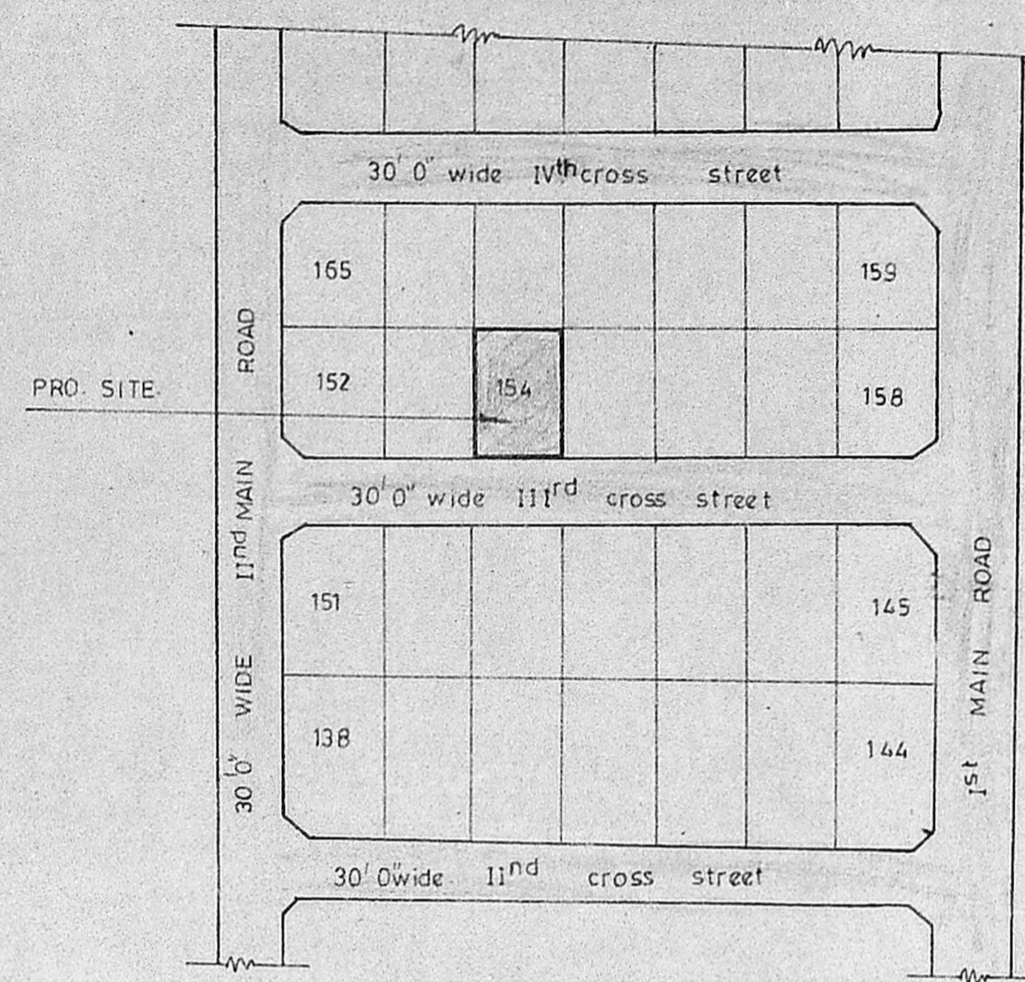 30' 0" wide IVth cross street
165
159
ROAD
PRO. SITE.
152
154
158
IInd MAIN
30' 0" wide IIIrd cross street
151
145
MAIN ROAD
WIDE
138
144
Ist
30' 0"
30' 0" wide IInd cross street